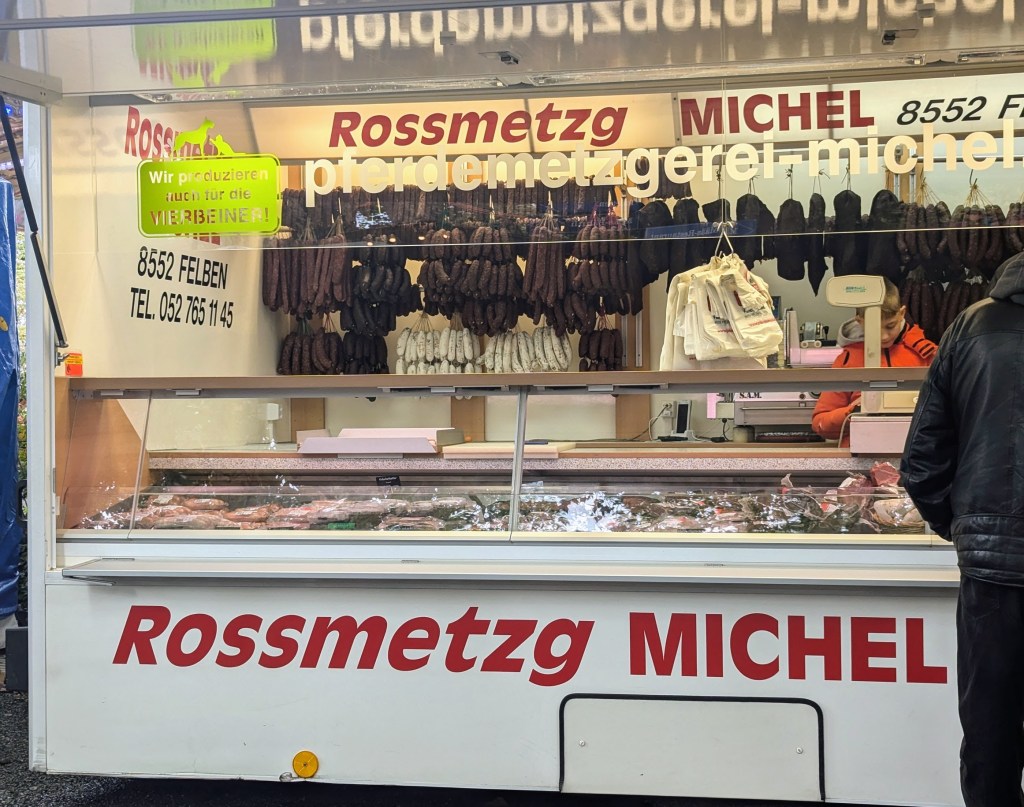 Rossmetzg MICHEL 8552 F
pferdemetzgerei-michel
Wir produzieren
auch für die
VIERBEINER!
8552 FELBEN
TEL. 052 765 11 45
S.A.M.
Rossmetzg MICHEL